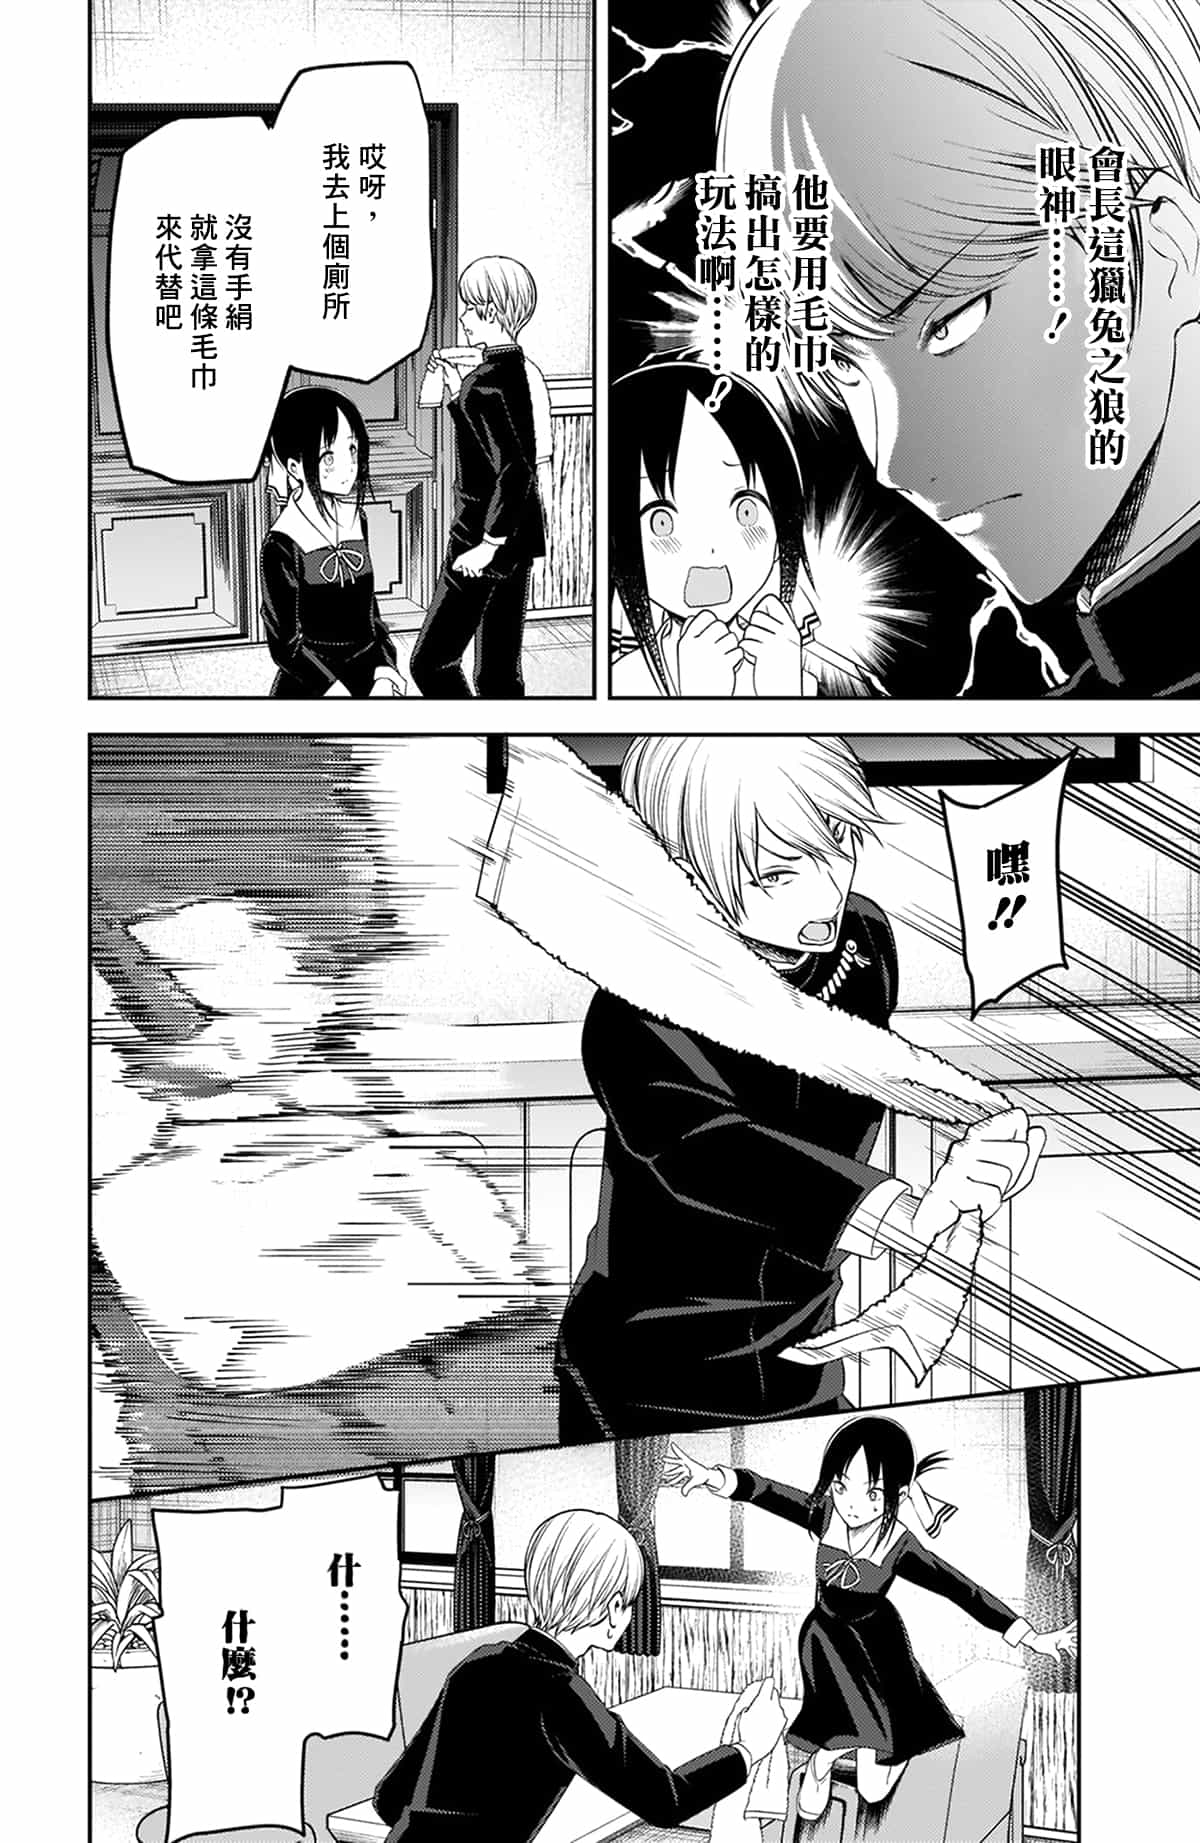 會長這獵兔之狼的
眼神……！
他要用毛巾
搞出怎樣的
玩法啊……！
哎呀，
我去上個廁所
沒有手絹
就拿這條毛巾
來代替吧
嘿!!
什……
什麼!?